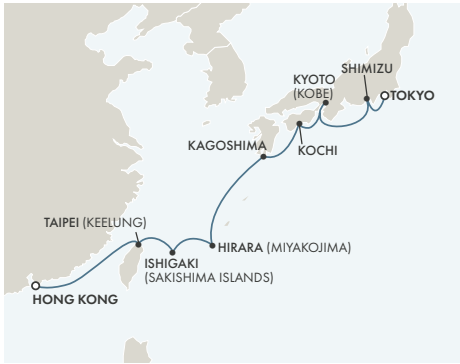 SHIMIZU
KYOTO
(KOBE)
TOKYO
KAGOSHIMA
KOCHI
TAIPEI (KEELUNG)
HIRARA (MIYAKOJIMA)
ISHIGAKI
(SAKISHIMA ISLANDS)
HONG KONG